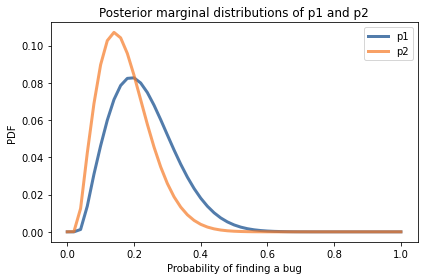 Posterior marginal distributions of p1 and p2
p1
p2
0.10
0.08
0.06
0.04
0.02
0.00
PDF
0.0
0.2
0.4
0.6
0.8
1.0
Probability of finding a bug